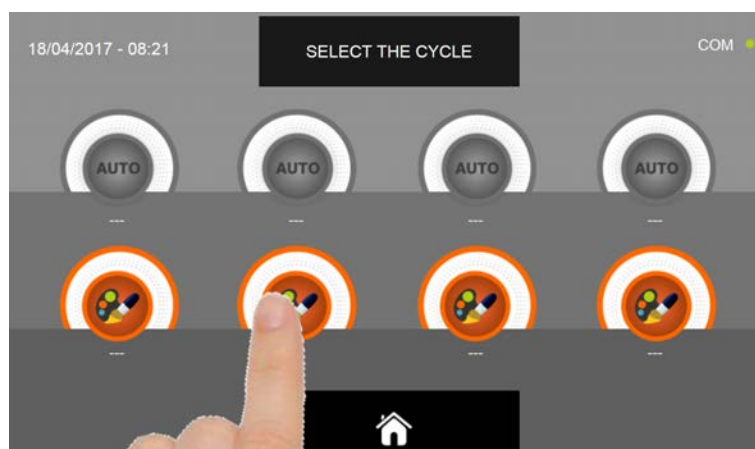 18/04/2017 - 08:21
SELECT THE CYCLE
COM
AUTO AUTO AUTO AUTO
--- --- --- ---
--- --- --- ---